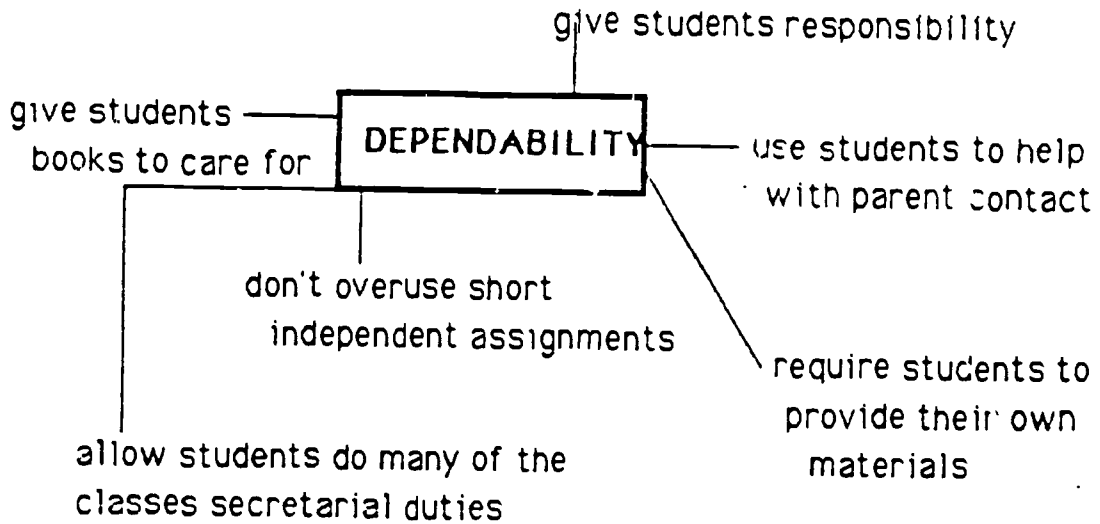 give students responsibility
give students
books to care for
DEPENDABILITY
use students to help
with parent contact
don't overuse short
independent assignments
require students to
provide their own
materials
allow students do many of the
classes secretarial duties